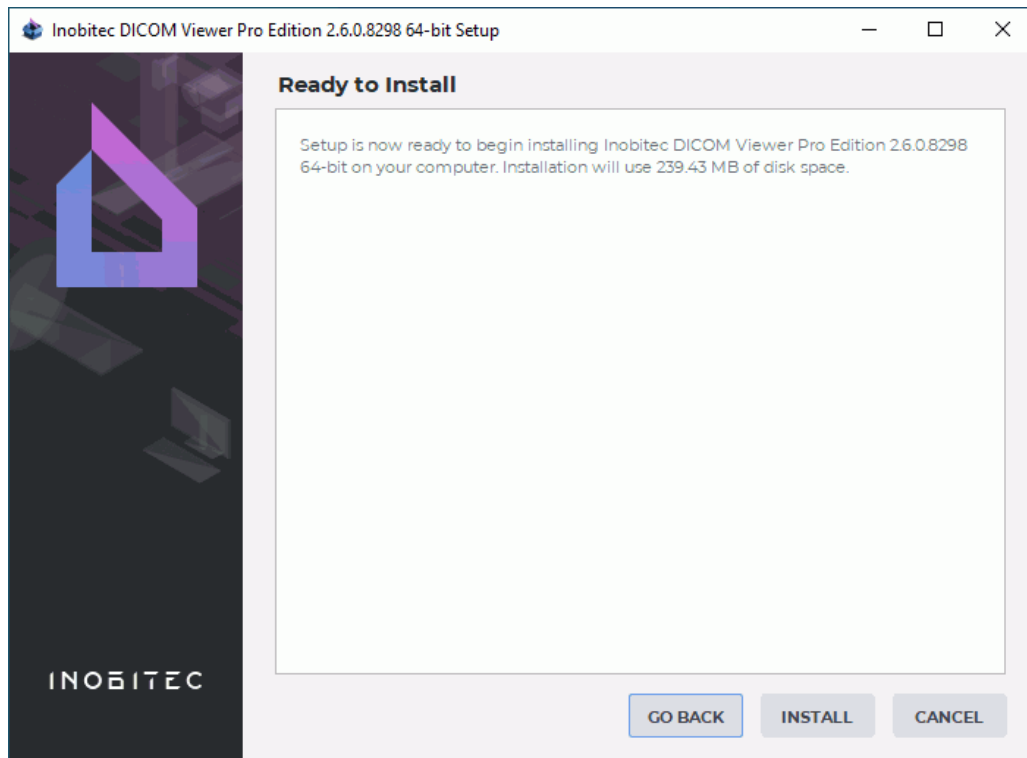 Inobitec DICOM Viewer Pro Edition 2.6.0.8298 64-bit Setup
Ready to Install
Setup is now ready to begin installing Inobitec DICOM Viewer Pro Edition 2.6.0.8298
64-bit on your computer. Installation will use 239.43 MB of disk space.
INOBITEC
GO BACK
INSTALL
CANCEL